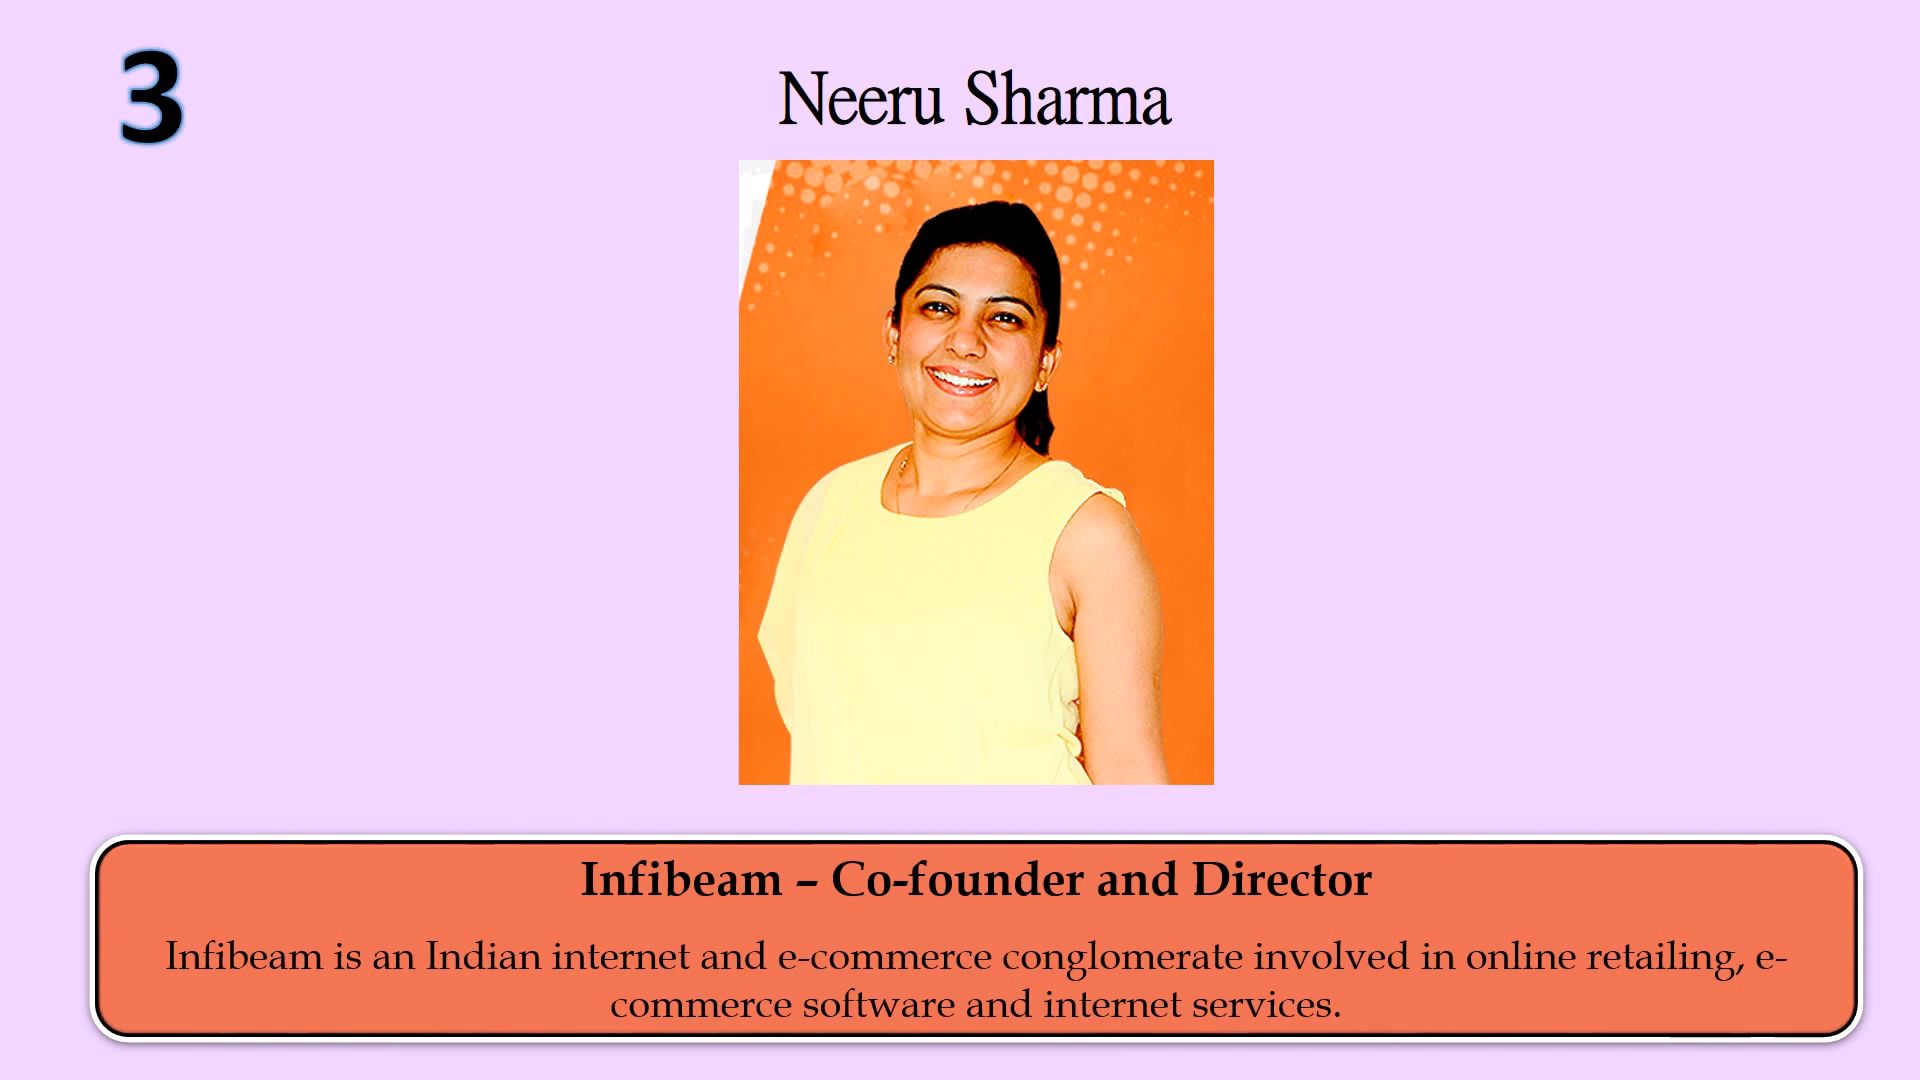 3
Neeru Sharma
Infibeam – Co-founder and Director
Infibeam is an Indian internet and e-commerce conglomerate involved in online retailing, e-
commerce software and internet services.